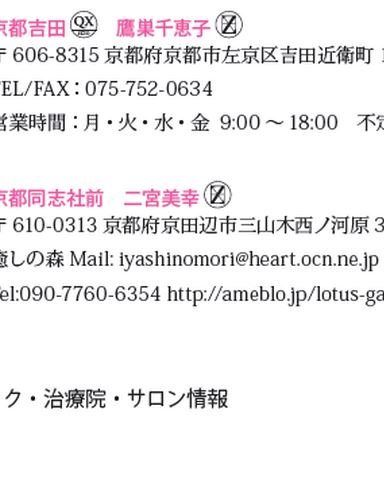 京都吉田 QX 鷹巣千恵子
〒606-8315 京都府京都市左京区吉田近衛町 1
TEL/FAX：075-752-0634
営業時間：月・火・水・金 9:00 〜 18:00 不定
京都同志社前 二宮美幸
〒610-0313 京都府京田辺市三山木西ノ河原 3
癒しの森 Mail: iyashinomori@heart.ocn.ne.jp
Tel:090-7760-6354 http://ameblo.jp/lotus-ga
ク・治療院・サロン情報